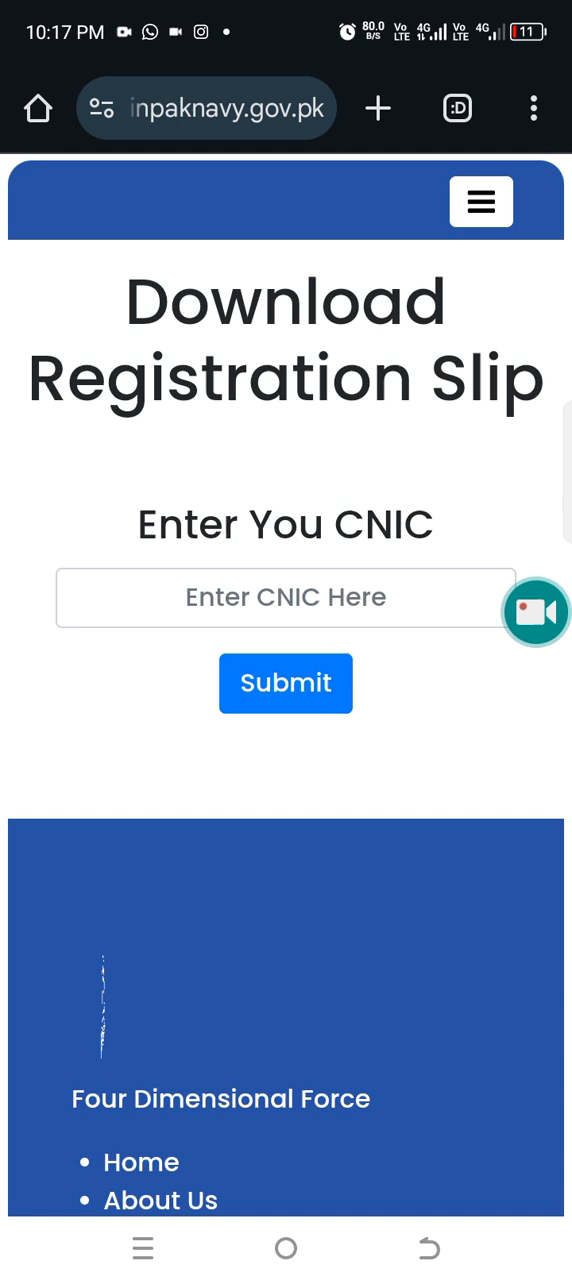 10:17 PM
80.0
B/S
Vo
LTE
4G
Vo
LTE
4G
11
inpaknavy.gov.pk
:D
Download
Registration Slip
Enter You CNIC
Enter CNIC Here
Submit
Four Dimensional Force
Home
About Us